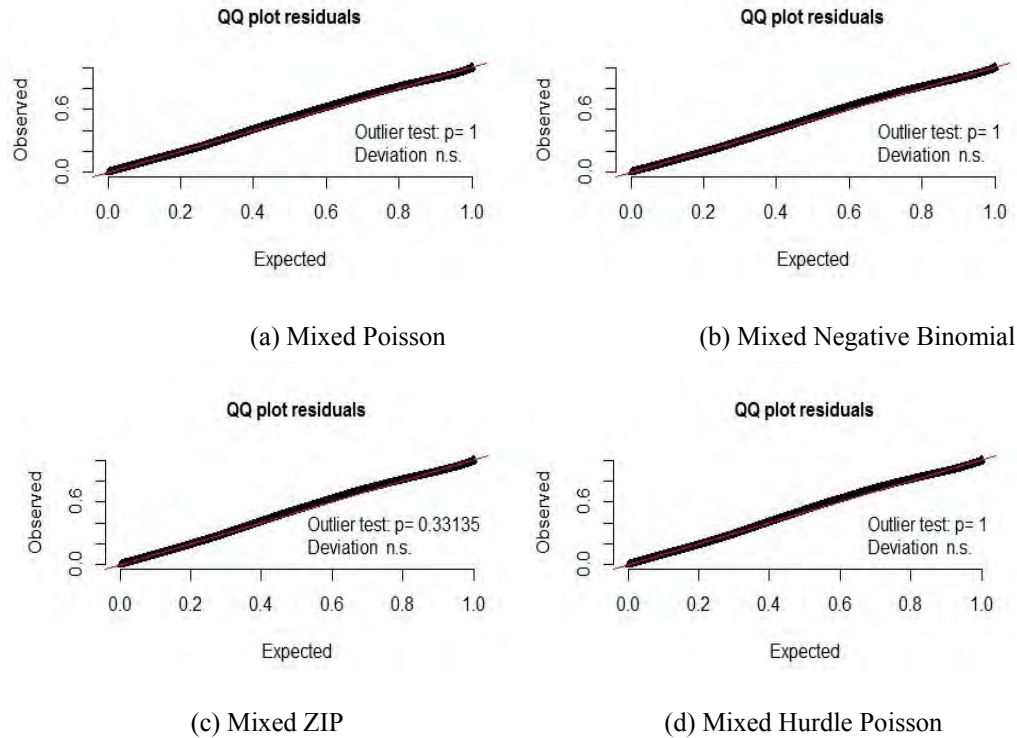 QQ plot residuals
Observed
0.6
0.0
Outlier test: p= 1
Deviation n.s.
0.0 0.2 0.4 0.6 0.8 1.0
Expected
(a) Mixed Poisson
QQ plot residuals
Observed
0.6
0.0
Outlier test: p= 1
Deviation n.s.
0.0 0.2 0.4 0.6 0.8 1.0
Expected
(b) Mixed Negative Binomial
QQ plot residuals
Observed
0.6
0.0
Outlier test: p= 0.33135
Deviation n.s.
0.0 0.2 0.4 0.6 0.8 1.0
Expected
(c) Mixed ZIP
QQ plot residuals
Observed
0.6
0.0
Outlier test: p= 1
Deviation n.s.
0.0 0.2 0.4 0.6 0.8 1.0
Expected
(d) Mixed Hurdle Poisson